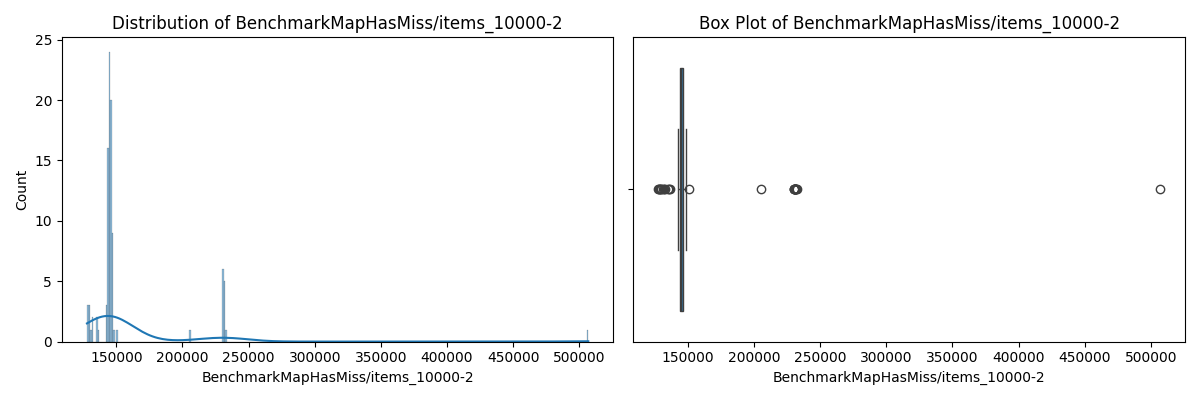 Distribution of BenchmarkMapHasMiss/items_10000-2
25
20
15
10
5
0
Count
150000 200000 250000 300000 350000 400000 450000 500000
BenchmarkMapHasMiss/items_10000-2
Box Plot of BenchmarkMapHasMiss/items_10000-2
150000 200000 250000 300000 350000 400000 450000 500000
BenchmarkMapHasMiss/items_10000-2